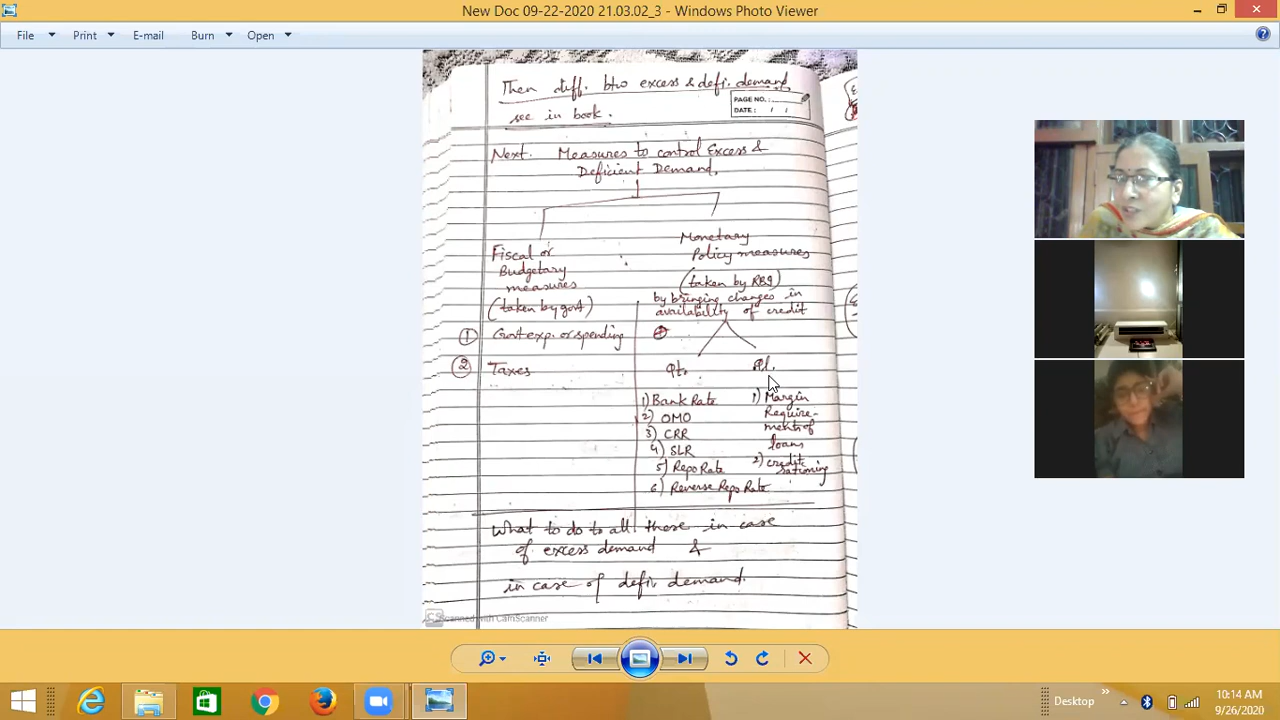 New Doc 09-22-2020 21.03.02_3 - Windows Photo Viewer
File Print E-mail Burn Open
Then diff. btw excess & defi. demand
see in book.
PAGE NO.:
DATE: / /
Next. Measures to control Excess &
Deficient Demand.
Fiscal or
Budgetary
measures
(taken by govt)
① Govt exp. or spending
② Taxes
Monetary
Policy measures
(taken by RBI)
by bringing changes in
availability of credit
Qt.
1) Bank Rate
2) OMO
3) CRR
4) SLR
5) Repo Rate
6) Reverse Repo Rate
Ql.
1) Margin
Require-
ments of
loans
2) credit
rationing
What to do to all these in case
of excess demand &
in case of defi. demand.
CS Scanned with CamScanner
Desktop
10:14 AM
9/26/2020